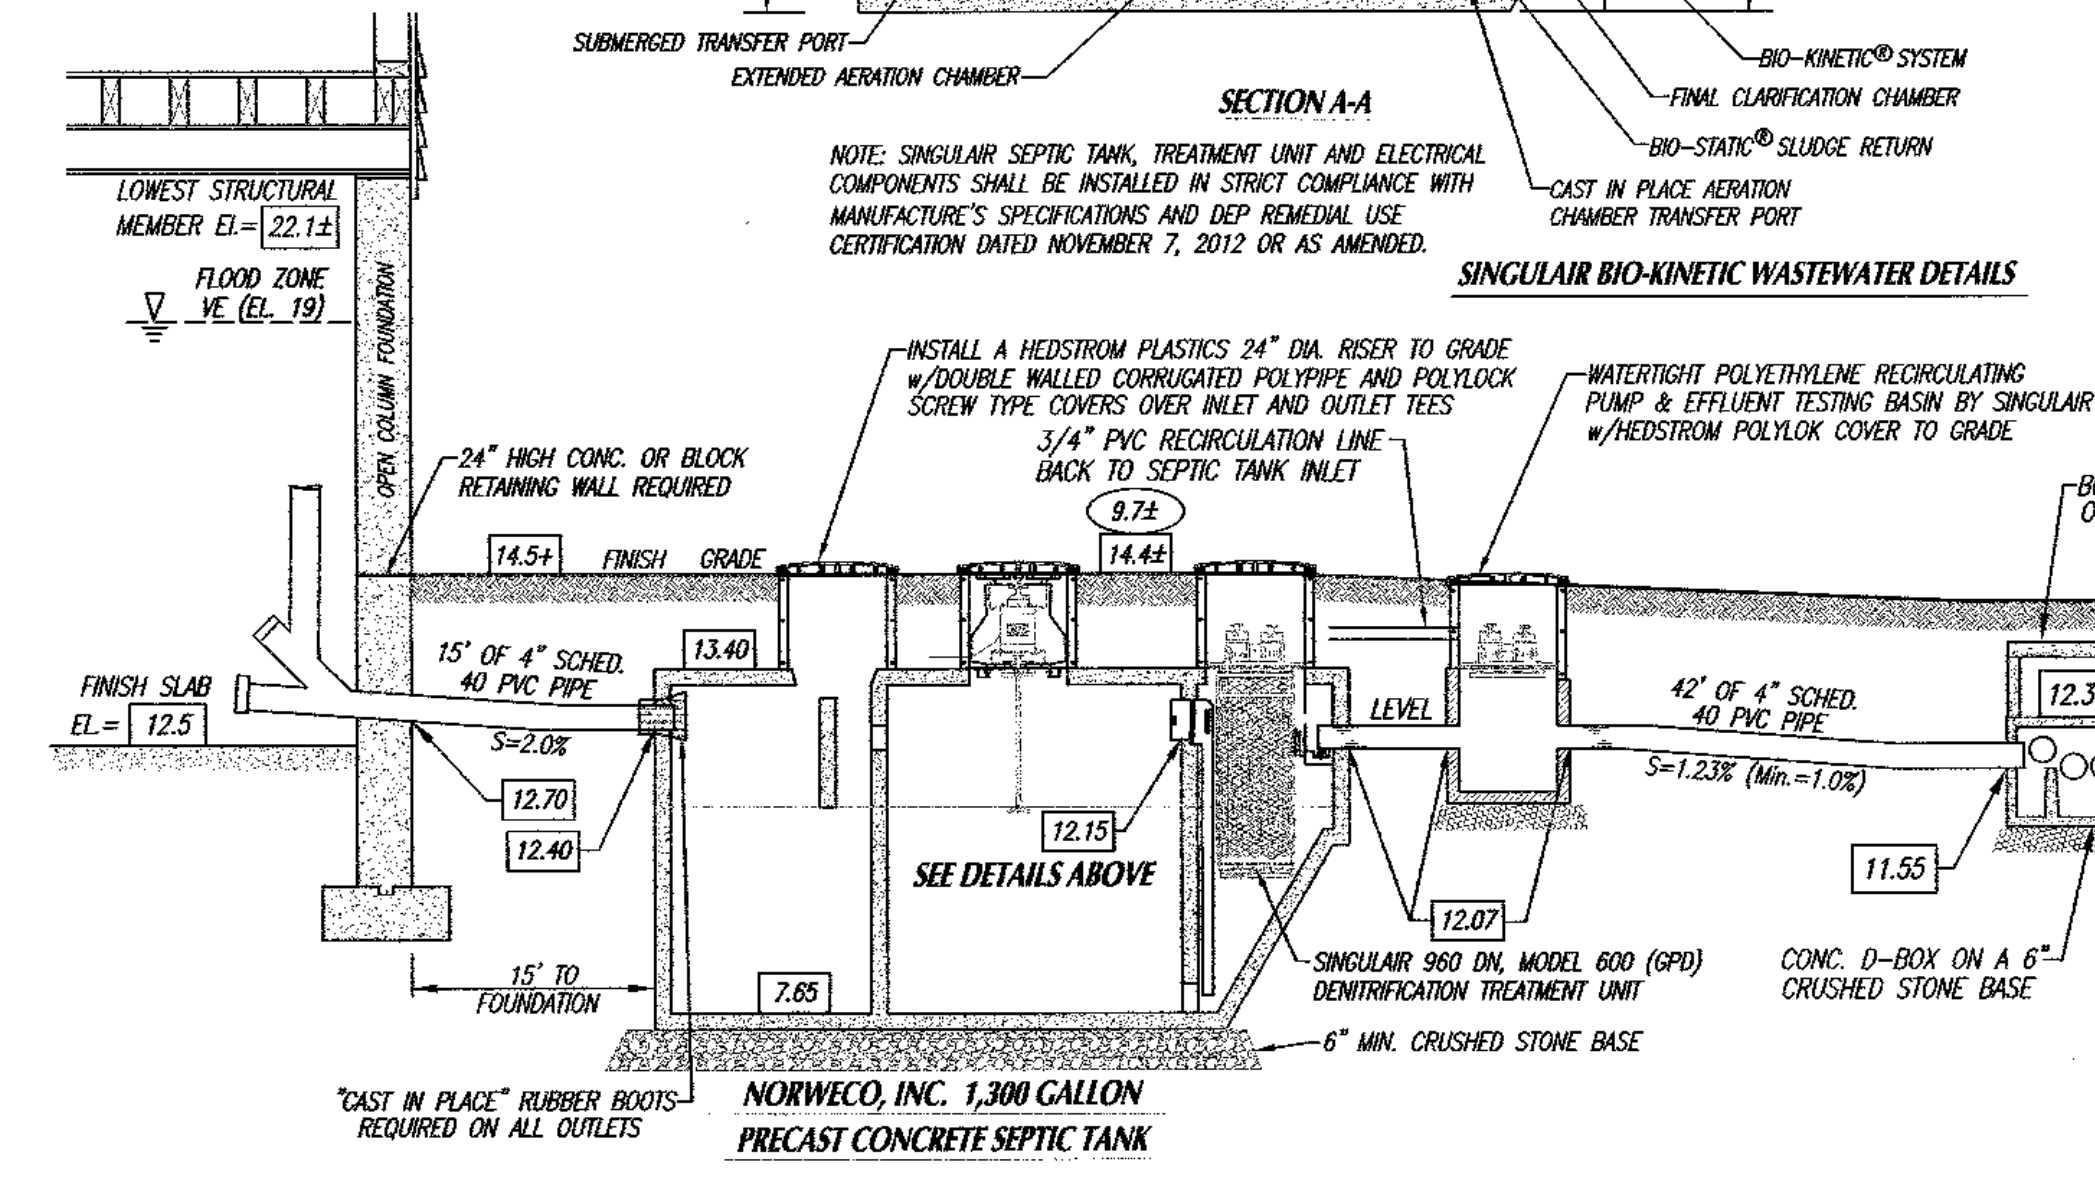 SUBMERGED TRANSFER PORT
EXTENDED AERATION CHAMBER
SECTION A-A
BIO-KINETIC® SYSTEM
FINAL CLARIFICATION CHAMBER
BIO-STATIC® SLUDGE RETURN
CAST IN PLACE AERATION
CHAMBER TRANSFER PORT
NOTE: SINGULAIR SEPTIC TANK, TREATMENT UNIT AND ELECTRICAL
COMPONENTS SHALL BE INSTALLED IN STRICT COMPLIANCE WITH
MANUFACTURE'S SPECIFICATIONS AND DEP REMEDIAL USE
CERTIFICATION DATED NOVEMBER 7, 2012 OR AS AMENDED.
SINGULAIR BIO-KINETIC WASTEWATER DETAILS
LOWEST STRUCTURAL
MEMBER El.= 22.1±
FLOOD ZONE
VE (EL. 19)
OPEN COLUMN FOUNDATION
INSTALL A HEDSTROM PLASTICS 24" DIA. RISER TO GRADE
w/DOUBLE WALLED CORRUGATED POLYPIPE AND POLYLOCK
SCREW TYPE COVERS OVER INLET AND OUTLET TEES
WATERTIGHT POLYETHYLENE RECIRCULATING
PUMP & EFFLUENT TESTING BASIN BY SINGULAIR
w/HEDSTROM POLYLOK COVER TO GRADE
3/4" PVC RECIRCULATION LINE
BACK TO SEPTIC TANK INLET
24" HIGH CONC. OR BLOCK
RETAINING WALL REQUIRED
9.7±
14.5+
FINISH GRADE
14.4±
13.40
15' OF 4" SCHED.
40 PVC PIPE
S=2.0%
FINISH SLAB
EL.= 12.5
12.70
12.40
12.15
SEE DETAILS ABOVE
LEVEL
42' OF 4" SCHED.
40 PVC PIPE
S=1.23% (Min.=1.0%)
12.3
11.55
12.07
SINGULAIR 960 DN, MODEL 600 (GPD)
DENITRIFICATION TREATMENT UNIT
CONC. D-BOX ON A 6"
CRUSHED STONE BASE
15' TO
FOUNDATION
7.65
6" MIN. CRUSHED STONE BASE
"CAST IN PLACE" RUBBER BOOTS
REQUIRED ON ALL OUTLETS
NORWECO, INC. 1,300 GALLON
PRECAST CONCRETE SEPTIC TANK